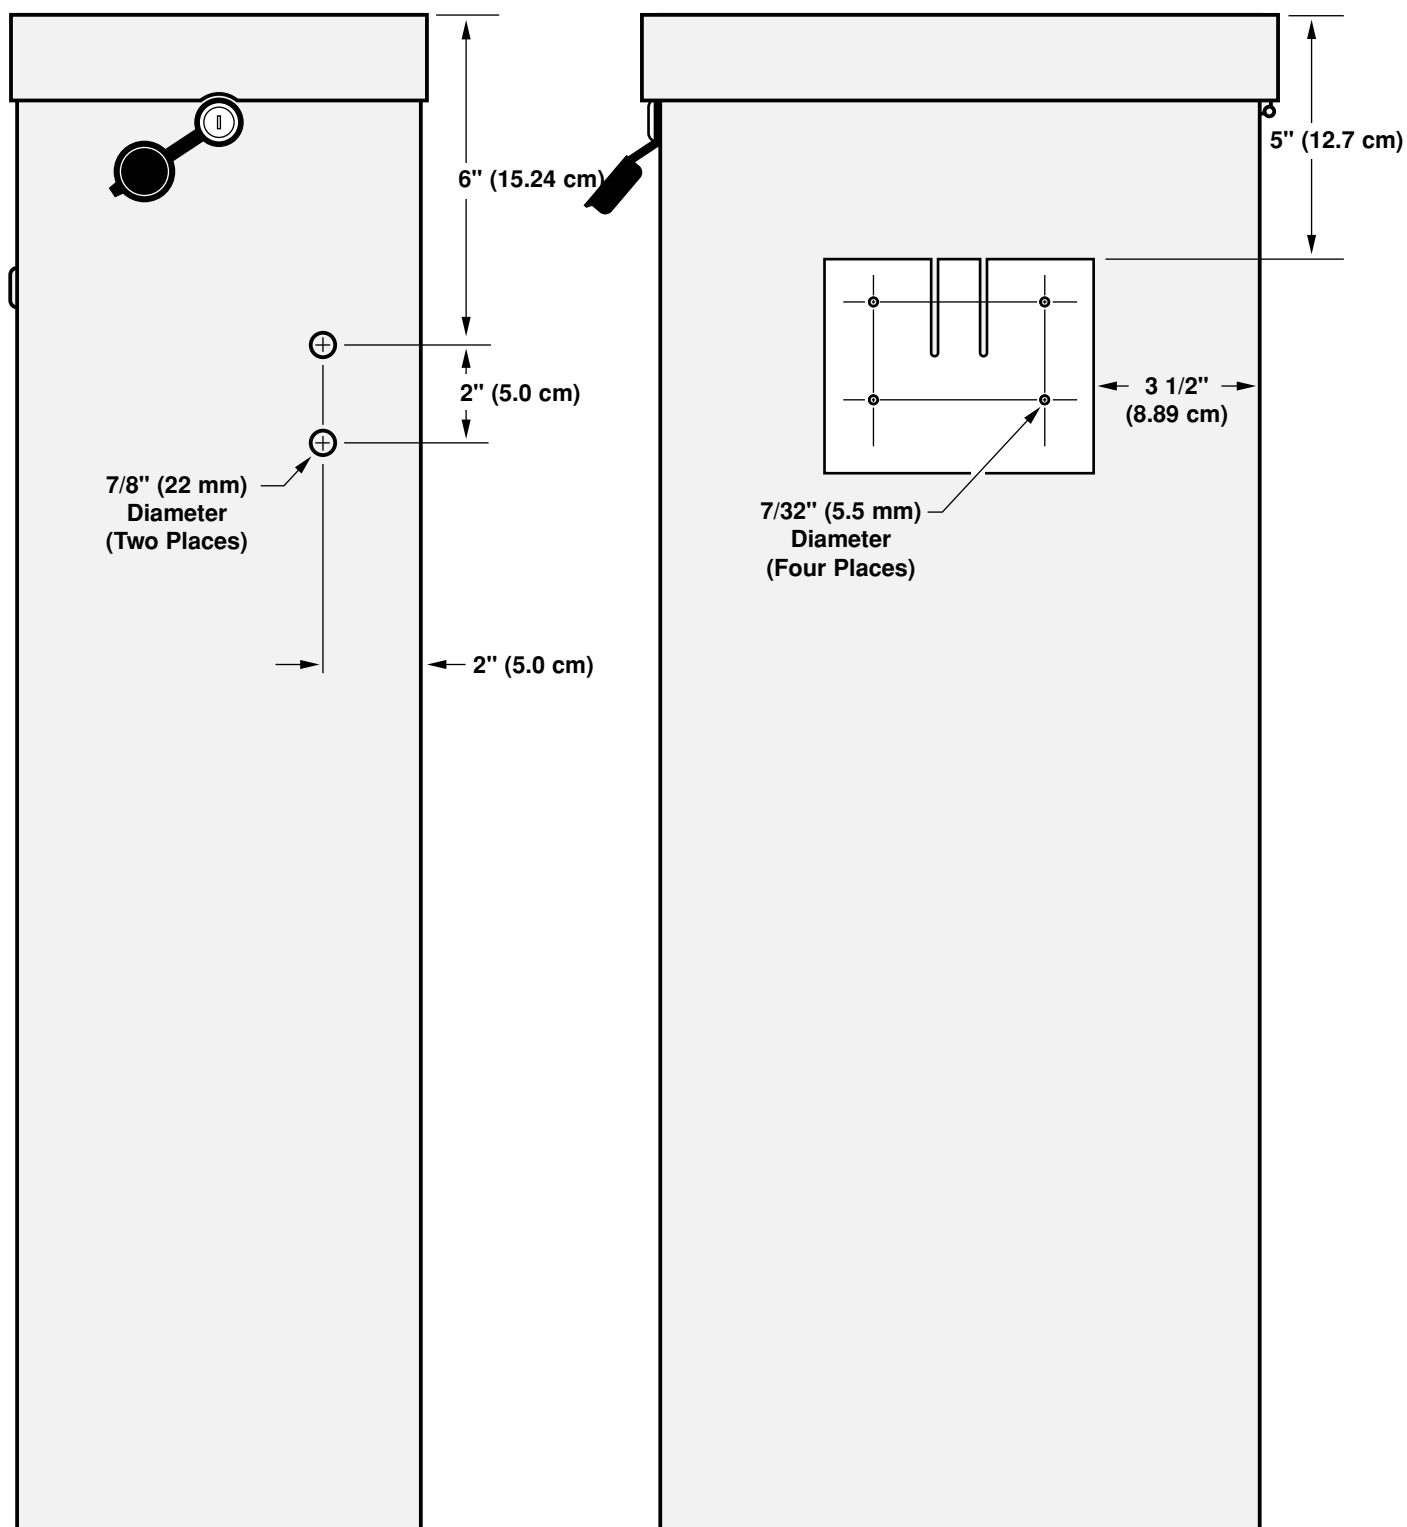 6" (15.24 cm)
2" (5.0 cm)
7/8" (22 mm)
Diameter
(Two Places)
2" (5.0 cm)
5" (12.7 cm)
3 1/2"
(8.89 cm)
7/32" (5.5 mm)
Diameter
(Four Places)